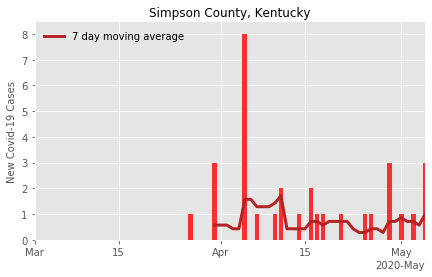 Simpson County, Kentucky
7 day moving average
New Covid-19 Cases
8
7
6
5
4
3
2
1
0
Mar
15
Apr
15
May
2020-May